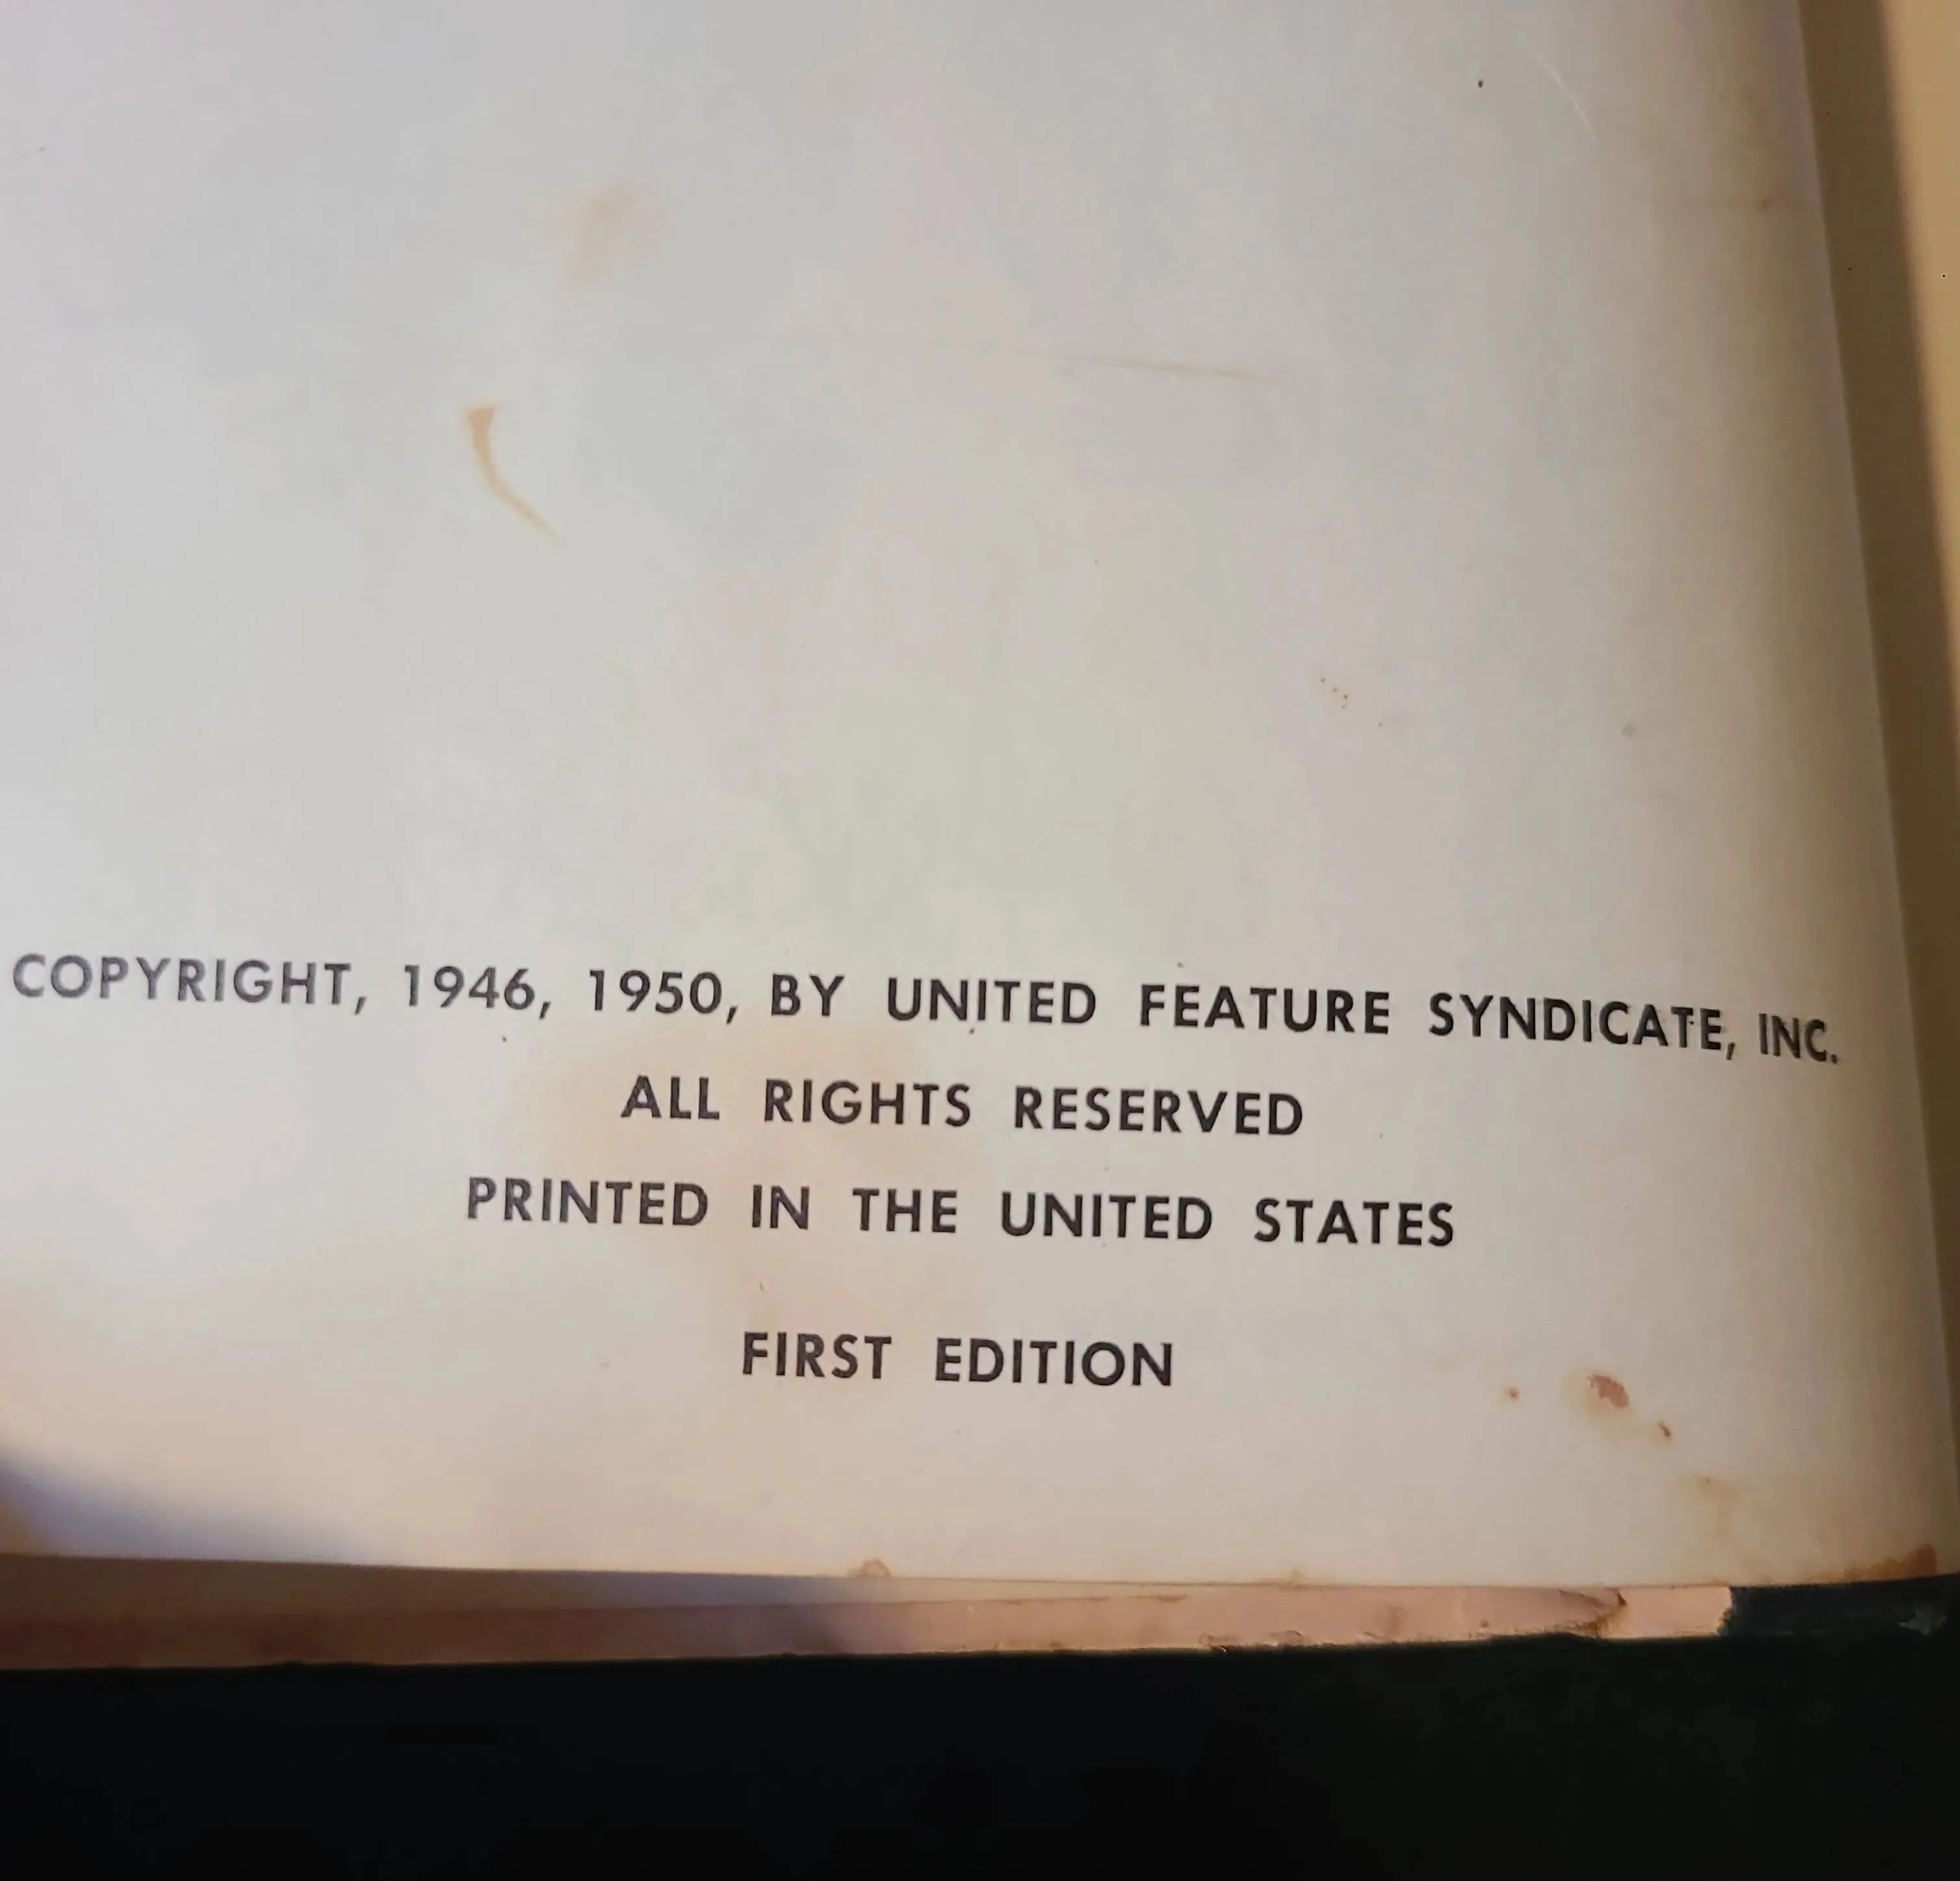 COPYRIGHT, 1946, 1950, BY UNITED FEATURE SYNDICATE, INC.
ALL RIGHTS RESERVED
PRINTED IN THE UNITED STATES
FIRST EDITION